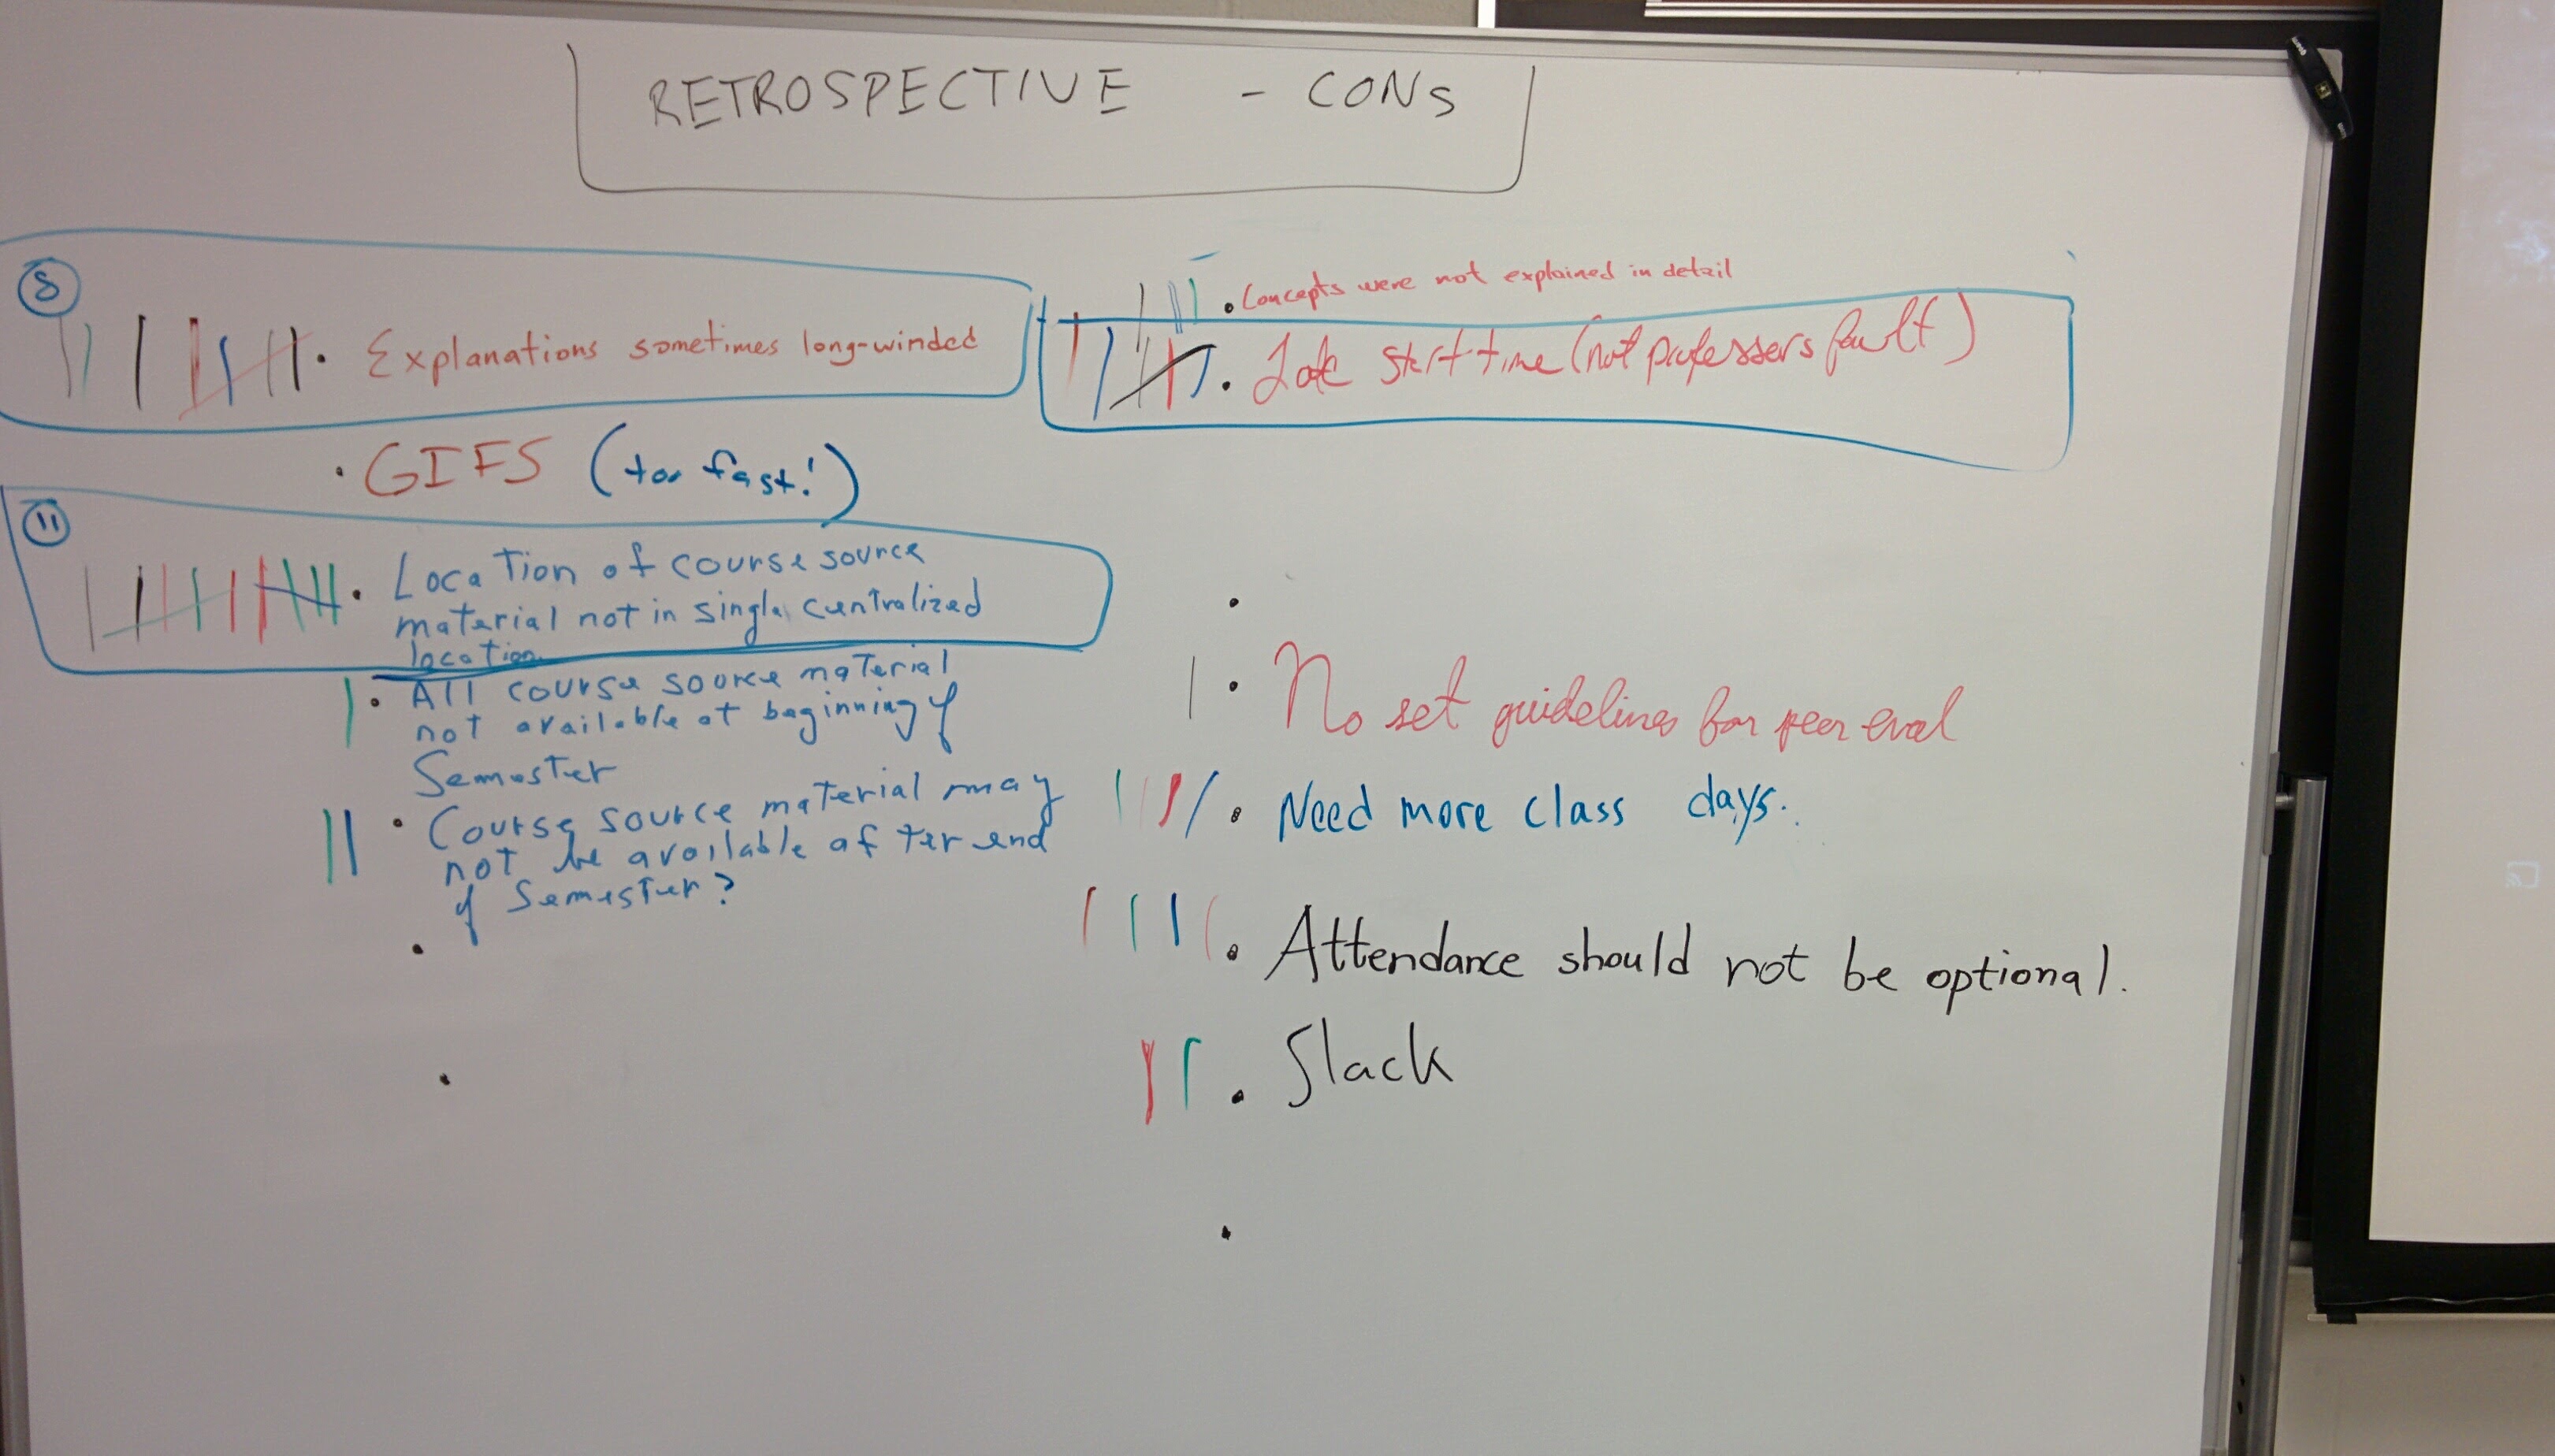 RETROSPECTIVE - CONS
8
• Explanations sometimes long-winded
• GIFS (too fast!)
11
• Location of course source
material not in single centralized
location
• All course source material
not available at beginning of
Semester
• Course source material may
not be available after end
of Semester?
• Concepts were not explained in detail
• Late start time (not professers fault)
• No set guidelines for peer eval
• Need more class days.
• Attendance should not be optional.
• Slack